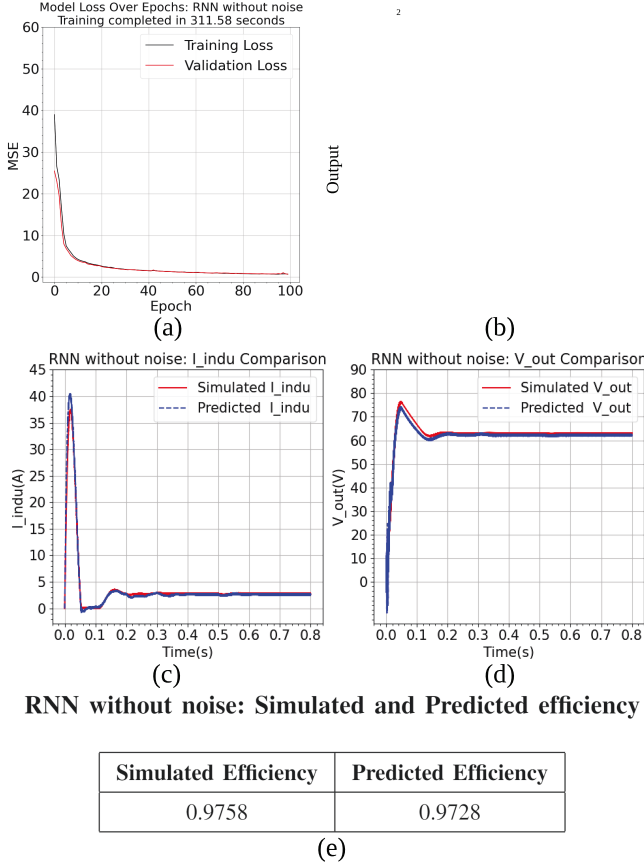 Model Loss Over Epochs: RNN without noise
Training completed in 311.58 seconds
2
60
50
40
30
20
10
0
MSE
Training Loss
Validation Loss
0 20 40 60 80 100
Epoch
Output
(a)
(b)
RNN without noise: I_indu Comparison
45
40
35
30
25
20
15
10
5
0
I_indu(A)
Simulated I_indu
Predicted I_indu
0.0 0.1 0.2 0.3 0.4 0.5 0.6 0.7 0.8
Time(s)
(c)
RNN without noise: V_out Comparison
90
80
70
60
50
40
30
20
10
0
V_out(V)
Simulated V_out
Predicted V_out
0.0 0.1 0.2 0.3 0.4 0.5 0.6 0.7 0.8
Time(s)
(d)
RNN without noise: Simulated and Predicted efficiency
Simulated Efficiency Predicted Efficiency
0.9758 0.9728
(e)